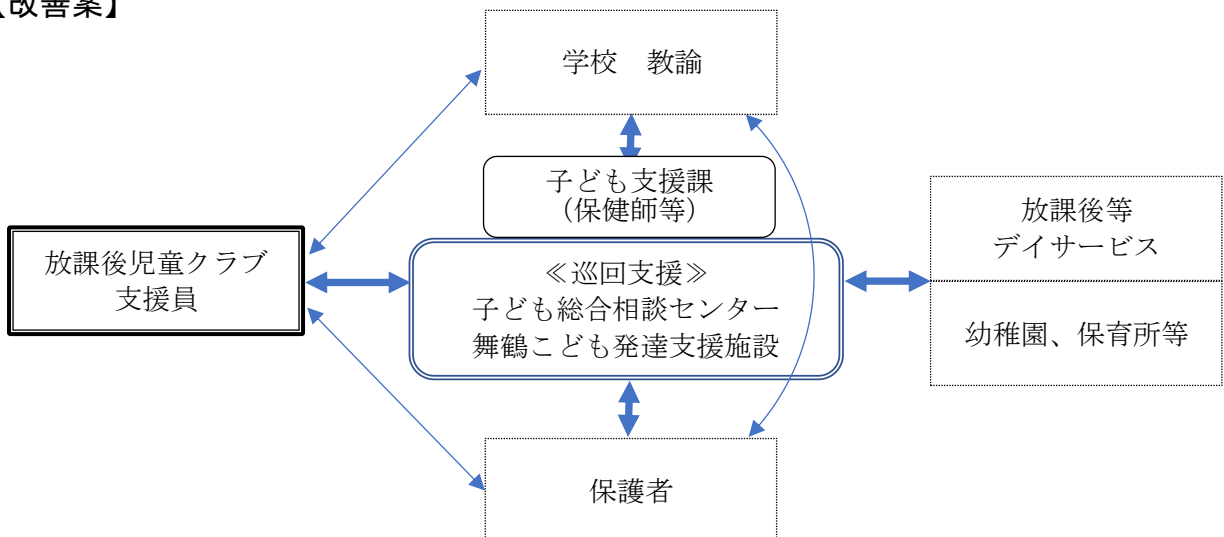 【改善案】
学校　教諭
子ども支援課
（保健師等）
放課後児童クラブ
支援員
≪巡回支援≫
子ども総合相談センター
舞鶴こども発達支援施設
放課後等
デイサービス
幼稚園、保育所等
保護者